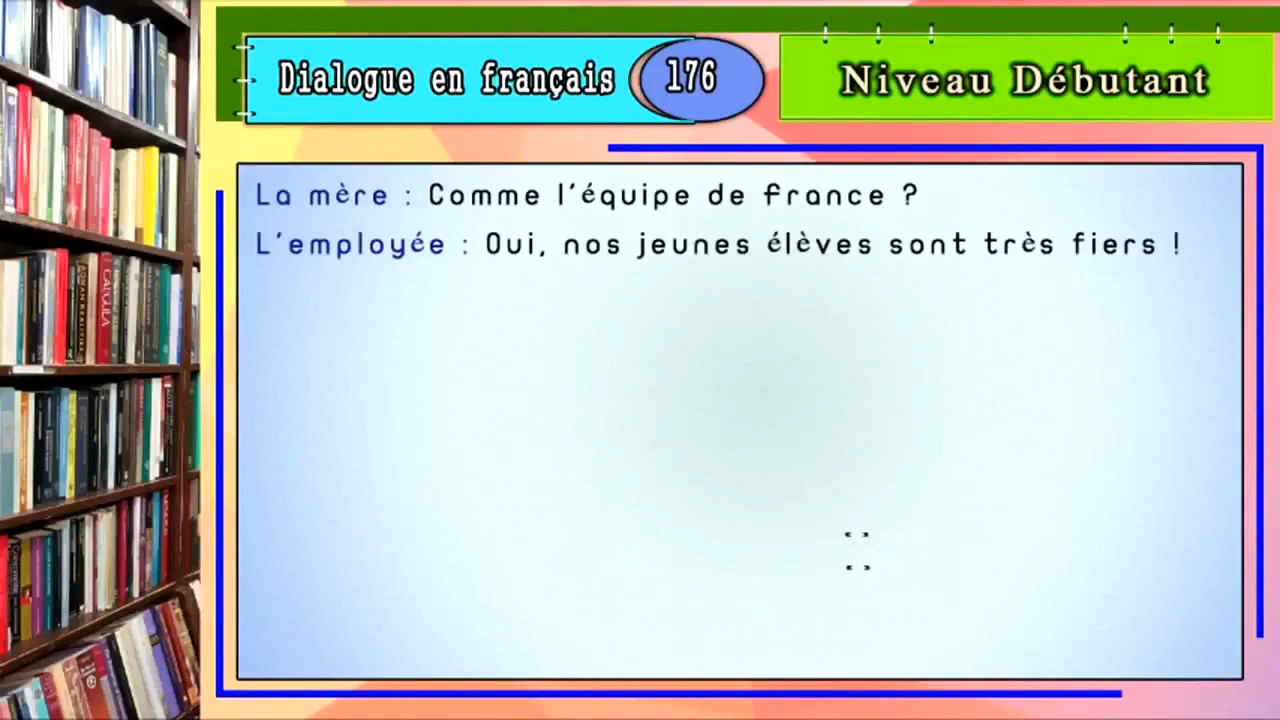 Dialogue en français 176
Niveau Débutant
La mère : Comme l'équipe de france ?
L'employée : Oui, nos jeunes élèves sont très fiers !